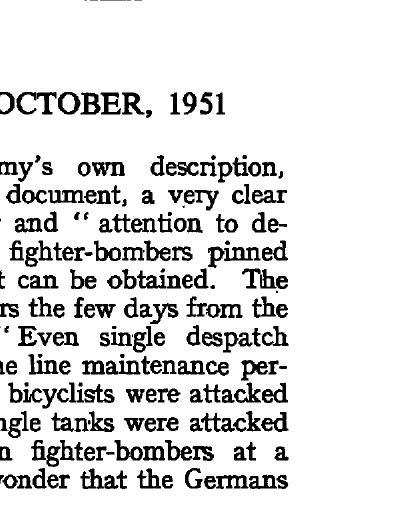 OCTOBER, 1951
my's own description,
document, a very clear
and " attention to de-
fighter-bombers pinned
t can be obtained. The
rs the few days from the
" Even single despatch
ne line maintenance per-
bicyclists were attacked
ngle tanks were attacked
n fighter-bombers at a
wonder that the Germans